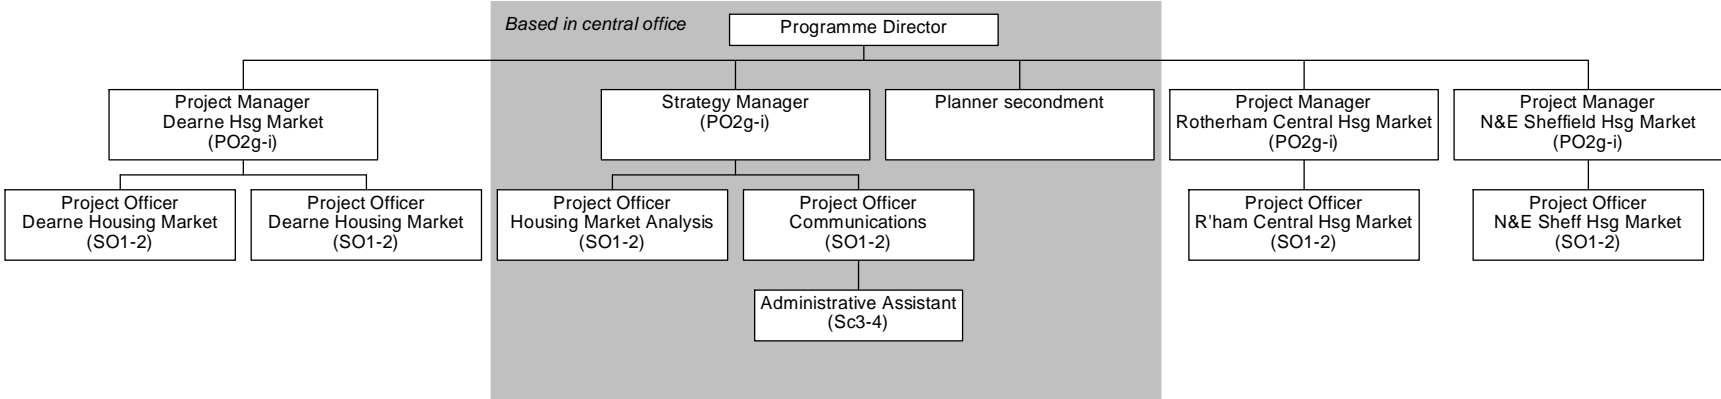 Based in central office
Programme Director
Project Manager
Dearne Hsg Market
(PO2g-i)
Strategy Manager
(PO2g-i)
Planner secondment
Project Manager
Rotherham Central Hsg Market
(PO2g-i)
Project Manager
N&E Sheffield Hsg Market
(PO2g-i)
Project Officer
Dearne Housing Market
(SO1-2)
Project Officer
Dearne Housing Market
(SO1-2)
Project Officer
Housing Market Analysis
(SO1-2)
Project Officer
Communications
(SO1-2)
Project Officer
R'ham Central Hsg Market
(SO1-2)
Project Officer
N&E Sheff Hsg Market
(SO1-2)
Administrative Assistant
(Sc3-4)